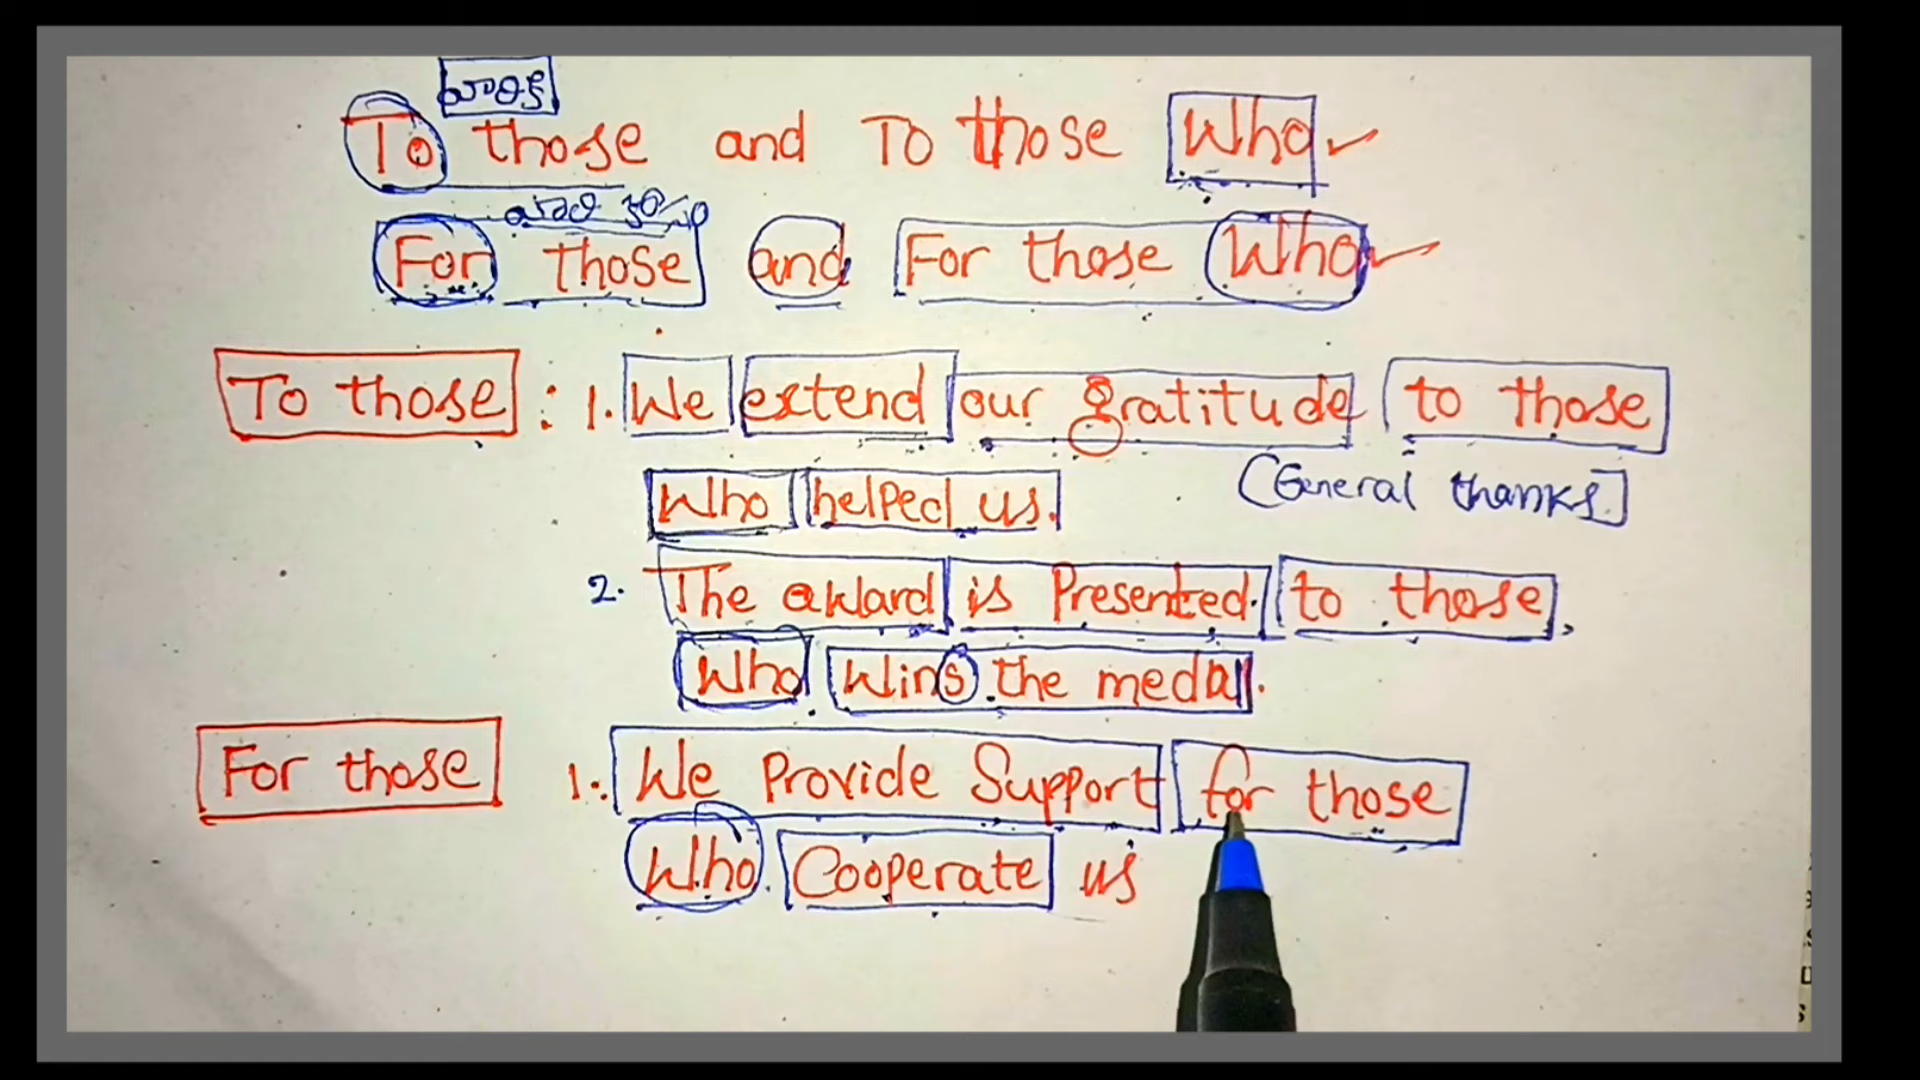 వారికి
To those and To those Who
వారి కొరకు
For those and For those Who
To those : 1. We extend our gratitude to those
Who helped us. (General thanks]
2. The award is Presented. to those,
Who Wins the medal.
For those 1. We Provide Support for those
Who Cooperate us